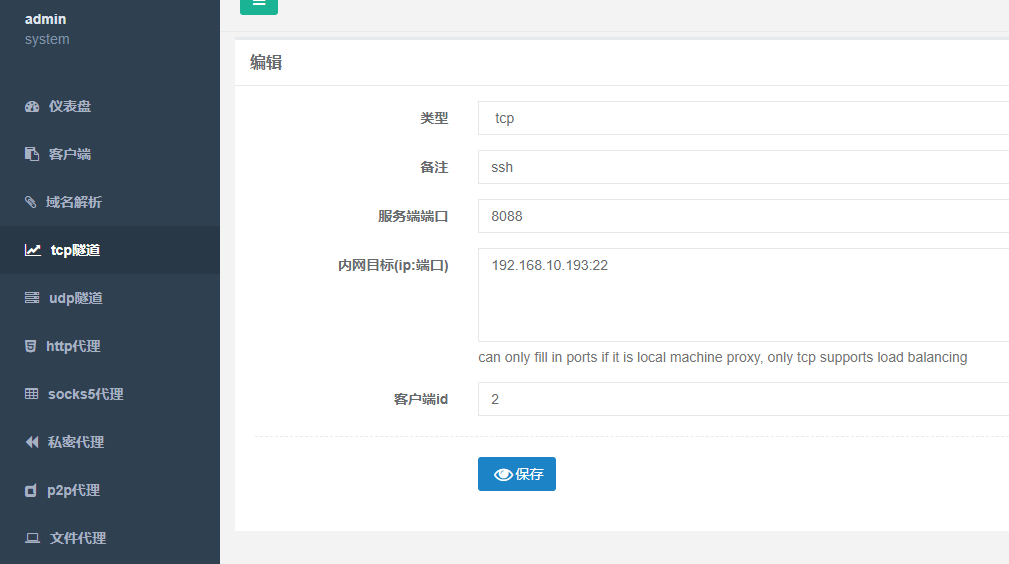 admin
system
仪表盘
客户端
域名解析
tcp隧道
udp隧道
http代理
socks5代理
私密代理
p2p代理
文件代理
编辑
类型 tcp
备注 ssh
服务端端口 8088
内网目标(ip:端口) 192.168.10.193:22
can only fill in ports if it is local machine proxy, only tcp supports load balancing
客户端id 2
保存